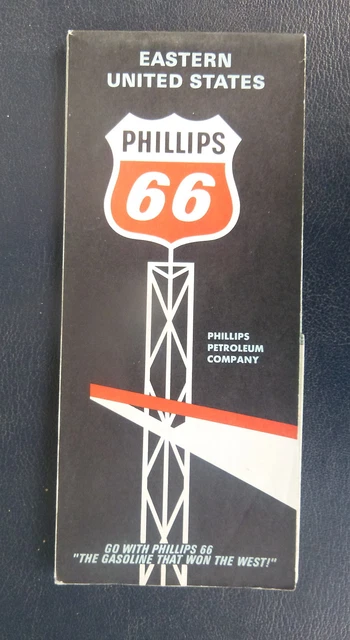 EASTERN
UNITED STATES
PHILLIPS
66
PHILLIPS
PETROLEUM
COMPANY
GO WITH PHILLIPS 66
"THE GASOLINE THAT WON THE WEST!"